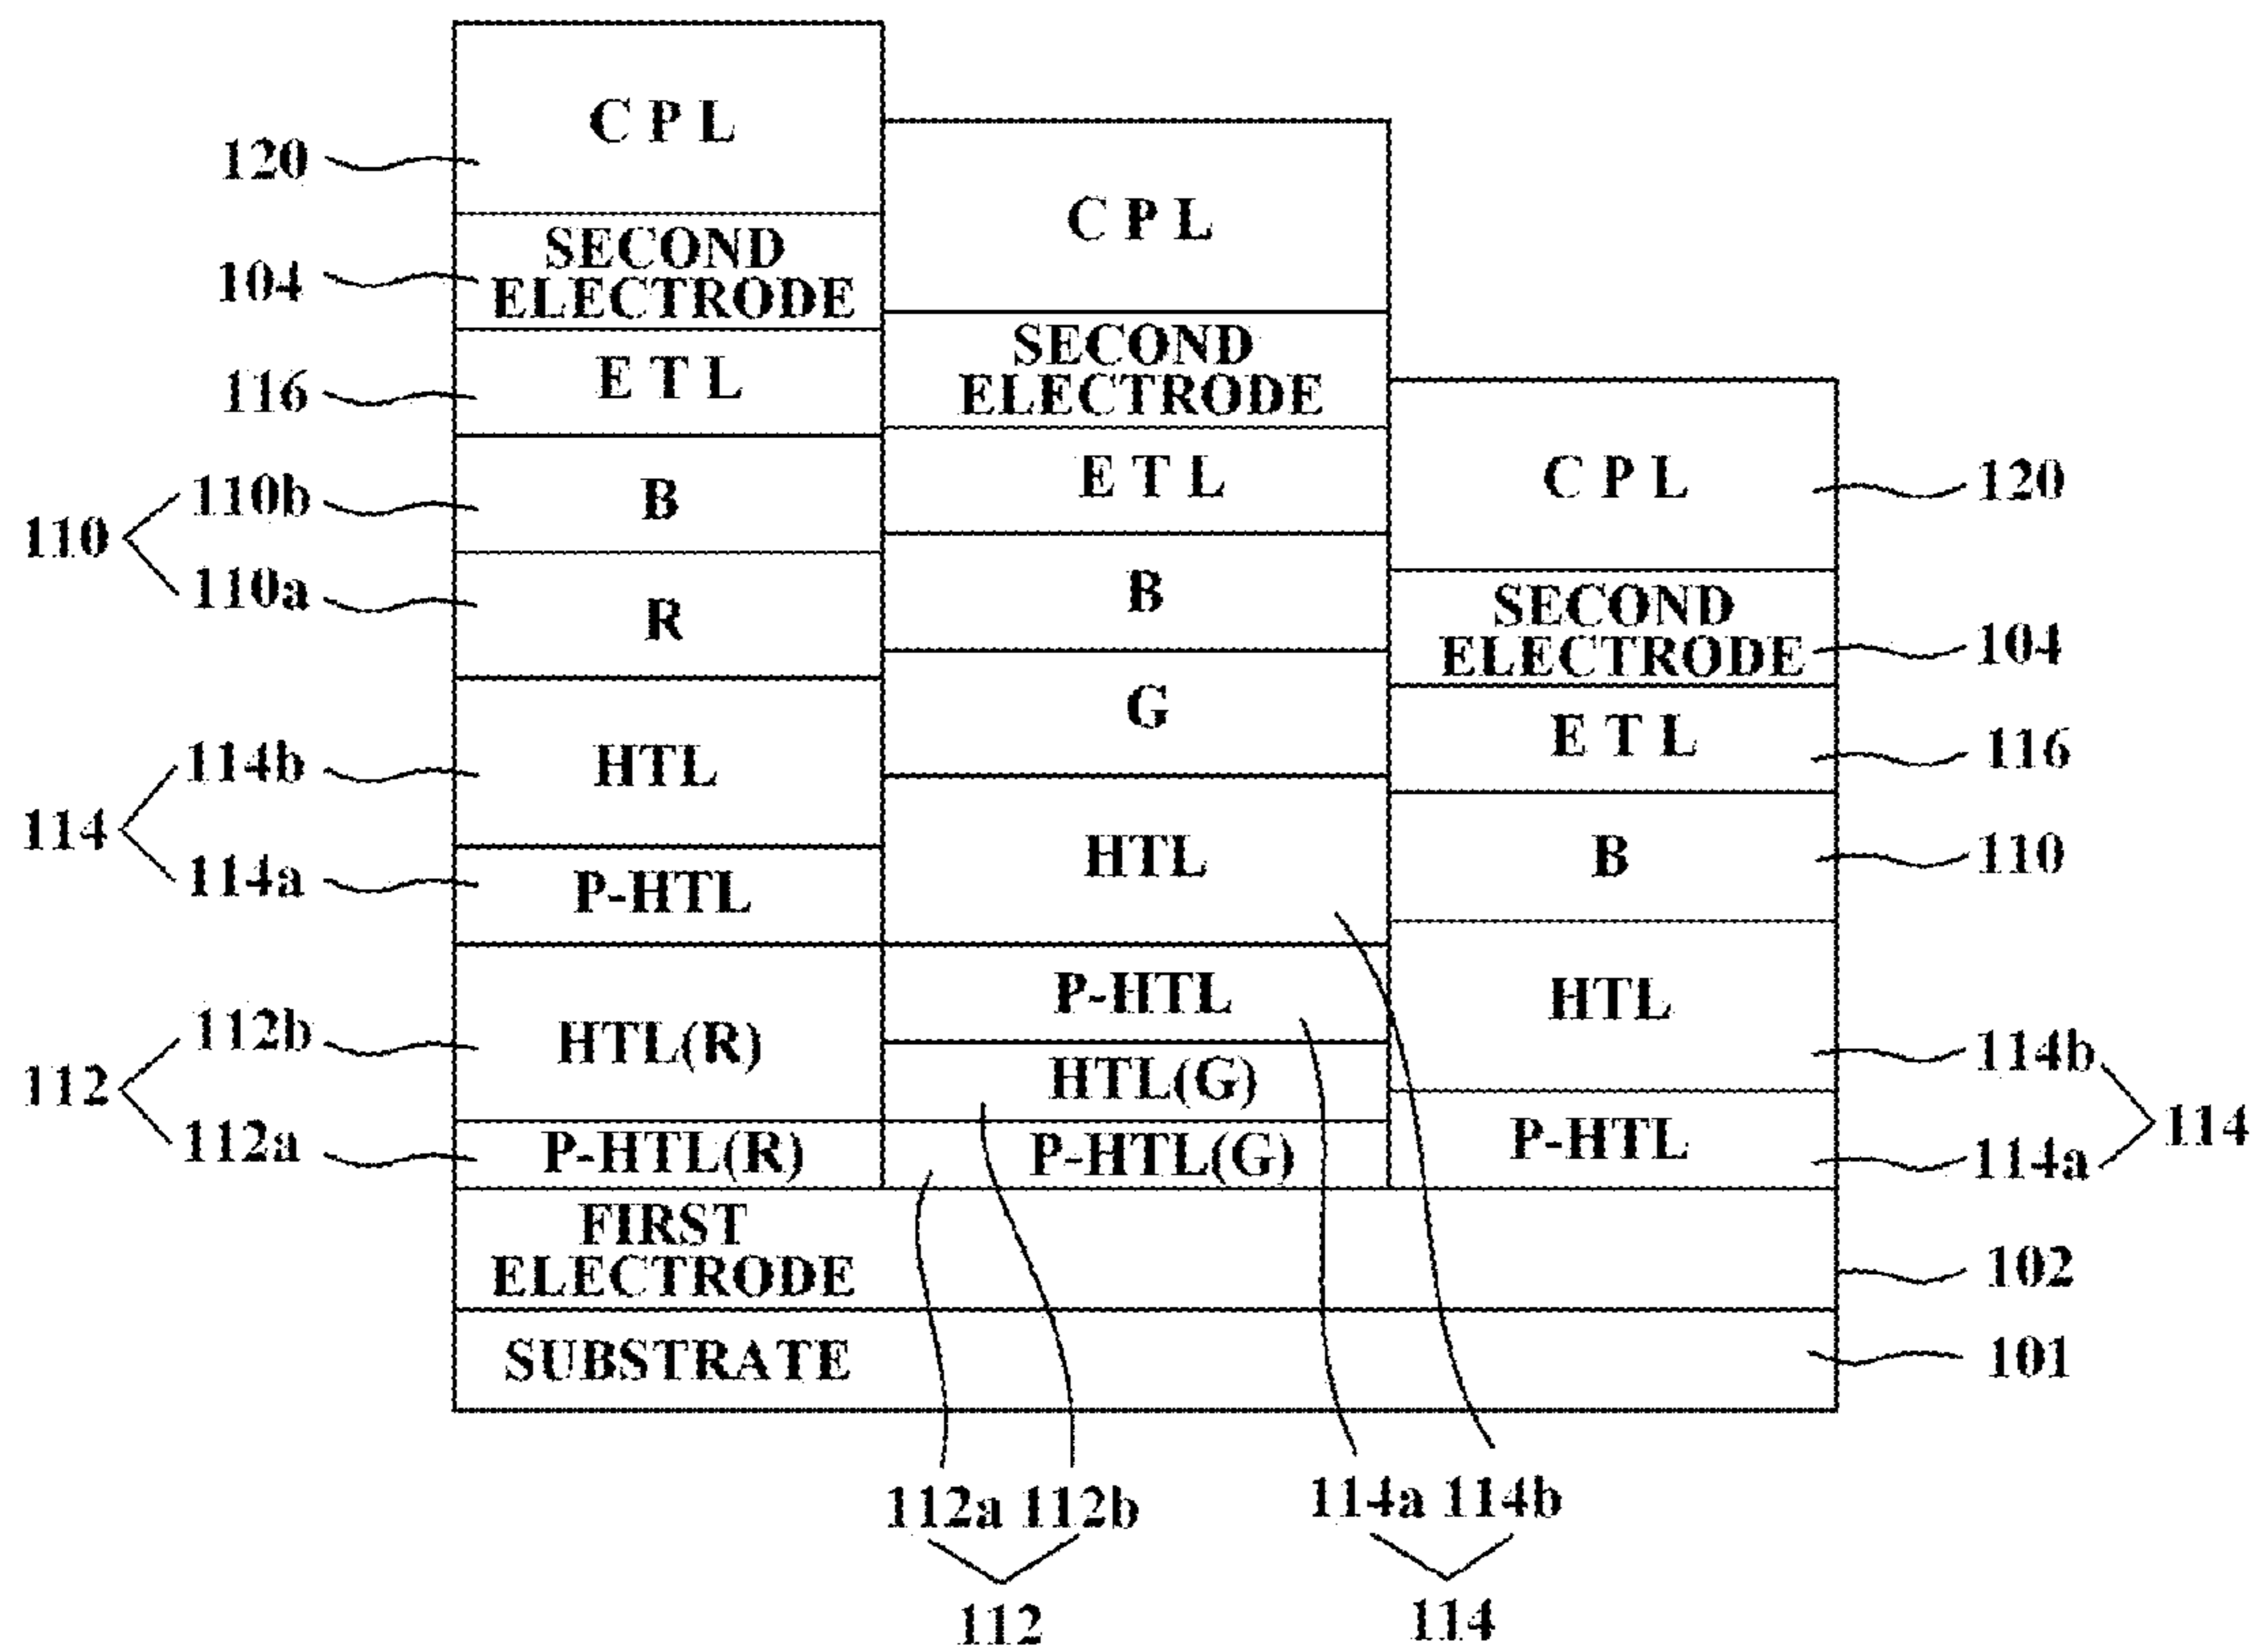 120
104
116
110b
110
110a
114b
114
114a
112b
112
112a
C P L
SECOND
ELECTRODE
E T L
B
R
HTL
P-HTL
HTL(R)
P-HTL(R)
FIRST
ELECTRODE
SUBSTRATE
C P L
SECOND
ELECTRODE
E T L
B
G
HTL
P-HTL
HTL(G)
P-HTL(G)
C P L
SECOND
ELECTRODE
E T L
B
HTL
P-HTL
120
104
116
110
114b
114
114a
102
101
112a 112b
112
114a 114b
114